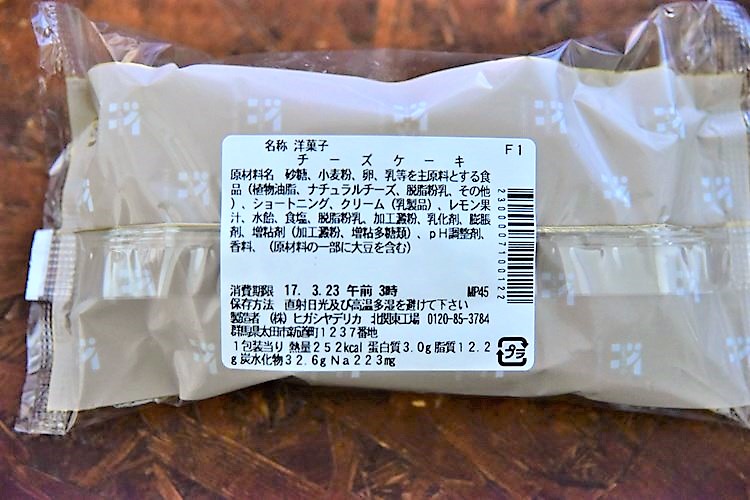 名称 洋菓子 F1
チーズケーキ
原材料名 砂糖、小麦粉、卵、乳等を主原料とする食
品（植物油脂、ナチュラルチーズ、脱脂粉乳、その他
）、ショートニング、クリーム（乳製品）、レモン果
汁、水飴、食塩、脱脂粉乳、加工澱粉、乳化剤、膨脹
剤、増粘剤（加工澱粉、増粘多糖類）、pH調整剤、
香料、（原材料の一部に大豆を含む）
2300007100122
消費期限 17. 3.23 午前 3時 MP45
保存方法 直射日光及び高温多湿を避けて下さい
製造者 （株）ヒガシヤデリカ 北関東工場 0120-85-3784
群馬県太田市新道町1237番地
1包装当り 熱量252kcal 蛋白質3.0g 脂質12.2
g炭水化物32.6g Na223mg
プラ